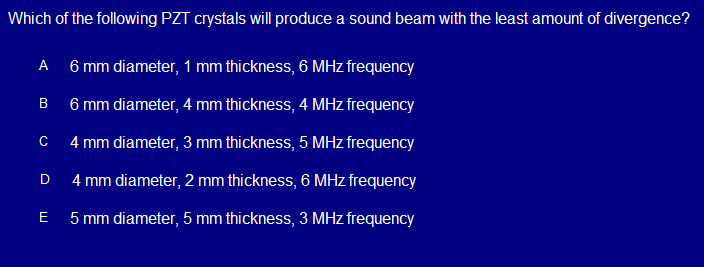 Which of the following PZT crystals will produce a sound beam with the least amount of divergence?
A 6 mm diameter, 1 mm thickness, 6 MHz frequency
B 6 mm diameter, 4 mm thickness, 4 MHz frequency
C 4 mm diameter, 3 mm thickness, 5 MHz frequency
D 4 mm diameter, 2 mm thickness, 6 MHz frequency
E 5 mm diameter, 5 mm thickness, 3 MHz frequency